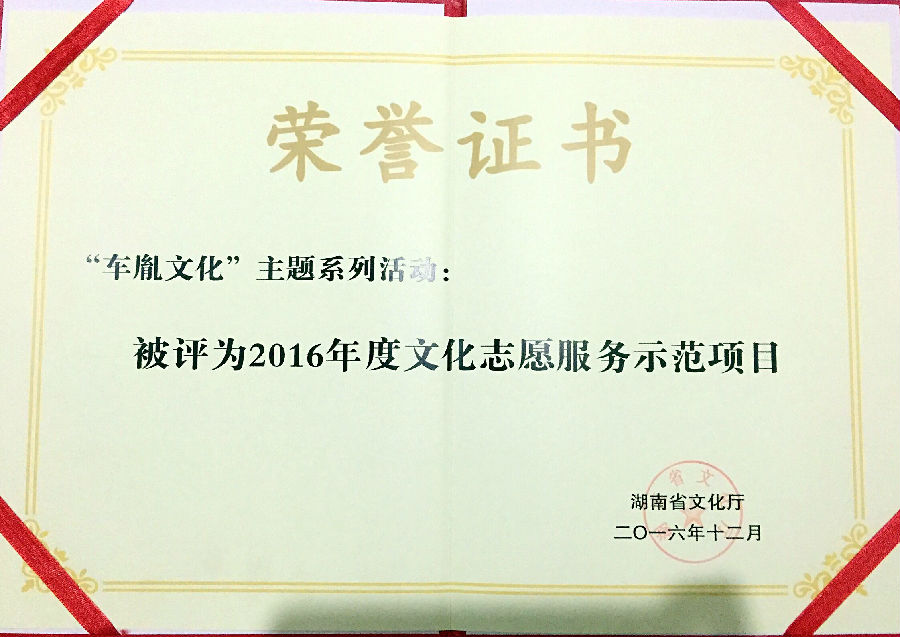 荣誉证书
“车胤文化”主题系列活动：
被评为2016年度文化志愿服务示范项目
湖南省文化厅
二〇一六年十二月
省文